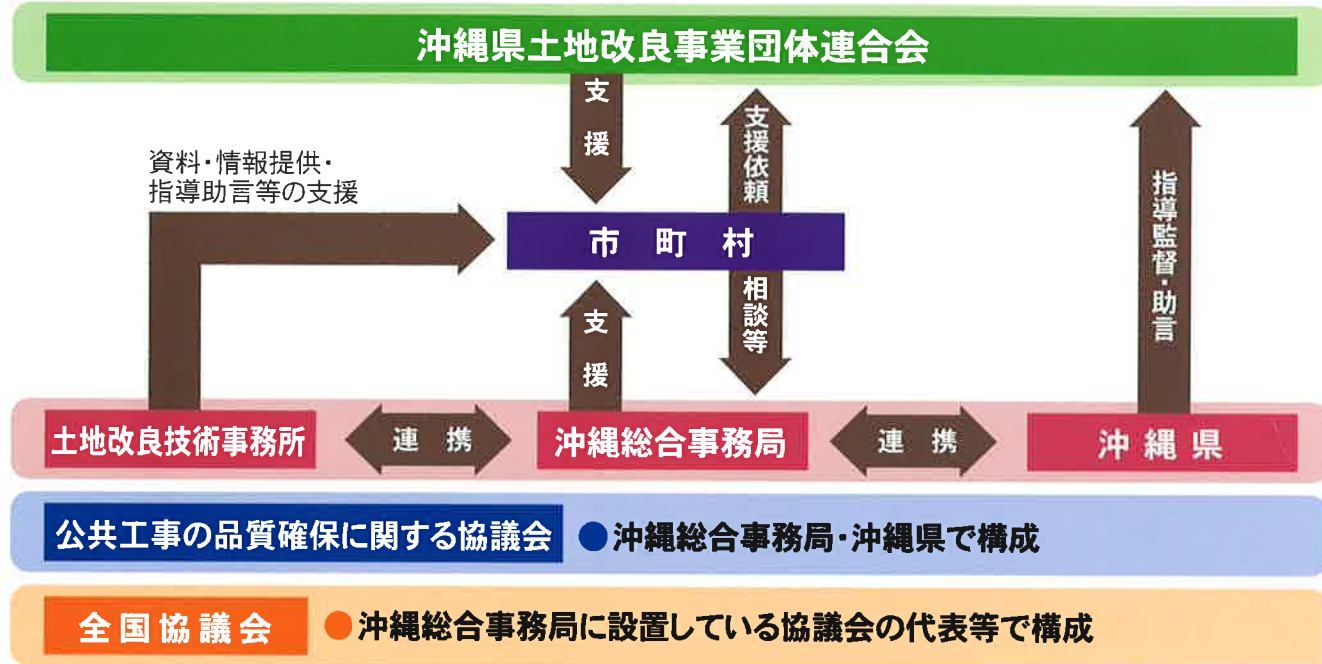 沖縄県土地改良事業団体連合会
支援
支援依頼
指導監督・助言
資料・情報提供・
指導助言等の支援
市町村
支援
相談等
土地改良技術事務所
連携
沖縄総合事務局
連携
沖縄県
公共工事の品質確保に関する協議会
●沖縄総合事務局・沖縄県で構成
全国協議会
●沖縄総合事務局に設置している協議会の代表等で構成